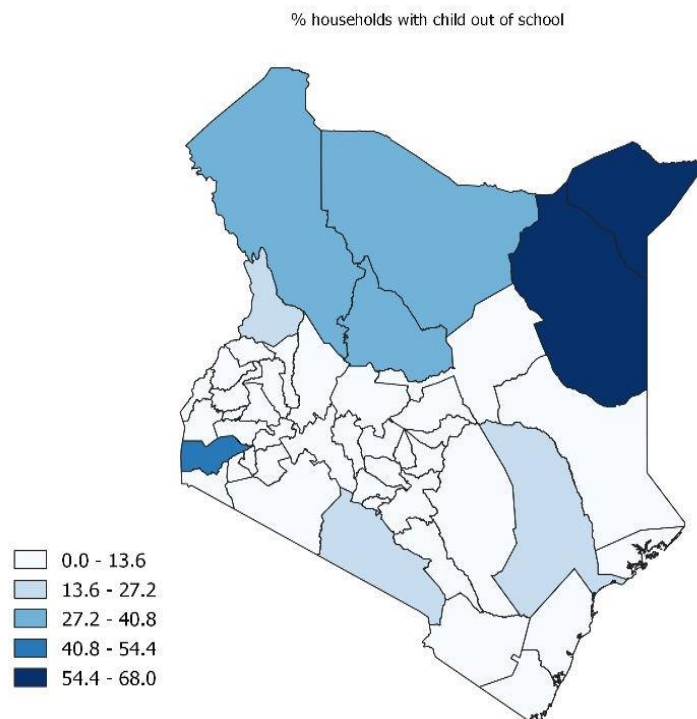 % households with child out of school
0.0 - 13.6
13.6 - 27.2
27.2 - 40.8
40.8 - 54.4
54.4 - 68.0